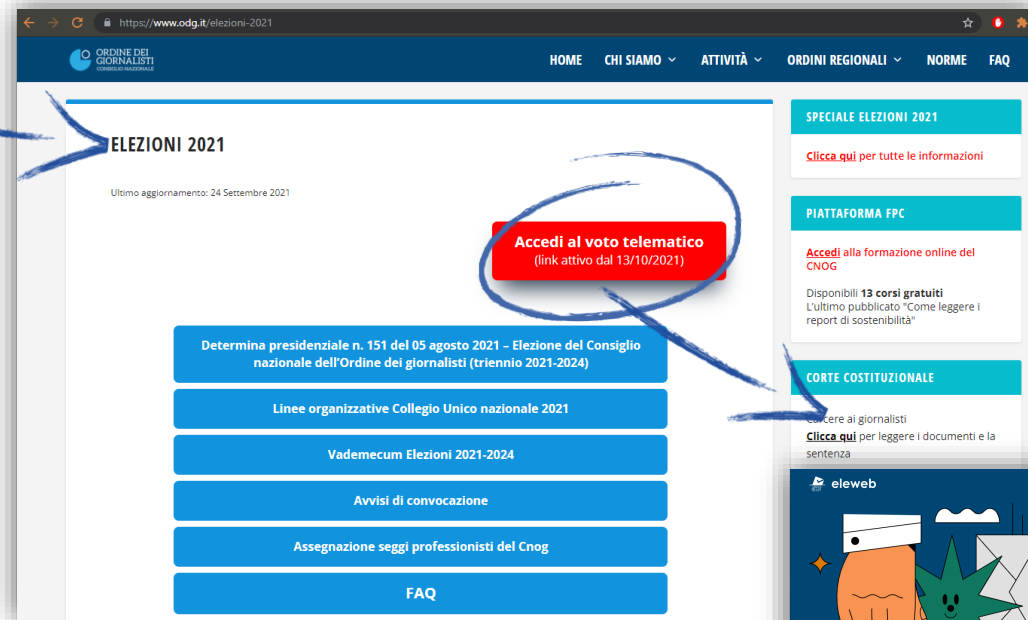 https://www.odg.it/elezioni-2021
ORDINE DEI
GIORNALISTI
CONSIGLIO NAZIONALE
HOME CHI SIAMO ATTIVITÀ ORDINI REGIONALI NORME FAQ
ELEZIONI 2021
Ultimo aggiornamento: 24 Settembre 2021
Accedi al voto telematico
(link attivo dal 13/10/2021)
Determina presidenziale n. 151 del 05 agosto 2021 – Elezione del Consiglio
nazionale dell'Ordine dei giornalisti (triennio 2021-2024)
Linee organizzative Collegio Unico nazionale 2021
Vademecum Elezioni 2021-2024
Avvisi di convocazione
Assegnazione seggi professionisti del Cnog
FAQ
SPECIALE ELEZIONI 2021
Clicca qui per tutte le informazioni
PIATTAFORMA FPC
Accedi alla formazione online del
CNOG
Disponibili 13 corsi gratuiti
L'ultimo pubblicato "Come leggere i
report di sostenibilità"
CORTE COSTITUZIONALE
Carcere ai giornalisti
Clicca qui per leggere i documenti e la
sentenza
eleweb